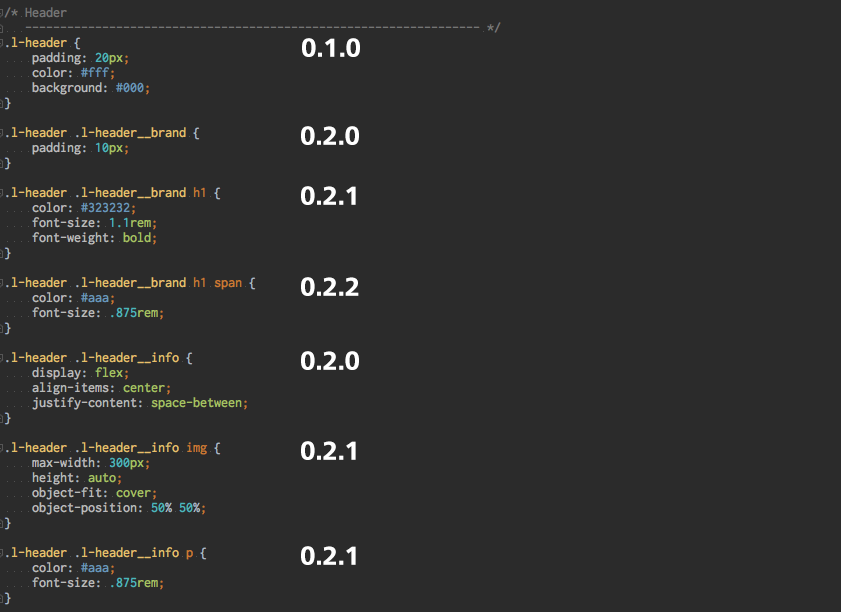 /* Header
----------------------------------------------------------------- */
.l-header { 0.1.0
padding: 20px;
color: #fff;
background: #000;
}
.l-header .l-header__brand { 0.2.0
padding: 10px;
}
.l-header .l-header__brand h1 { 0.2.1
color: #323232;
font-size: 1.1rem;
font-weight: bold;
}
.l-header .l-header__brand h1 span { 0.2.2
color: #aaa;
font-size: .875rem;
}
.l-header .l-header__info { 0.2.0
display: flex;
align-items: center;
justify-content: space-between;
}
.l-header .l-header__info img { 0.2.1
max-width: 300px;
height: auto;
object-fit: cover;
object-position: 50% 50%;
}
.l-header .l-header__info p { 0.2.1
color: #aaa;
font-size: .875rem;
}